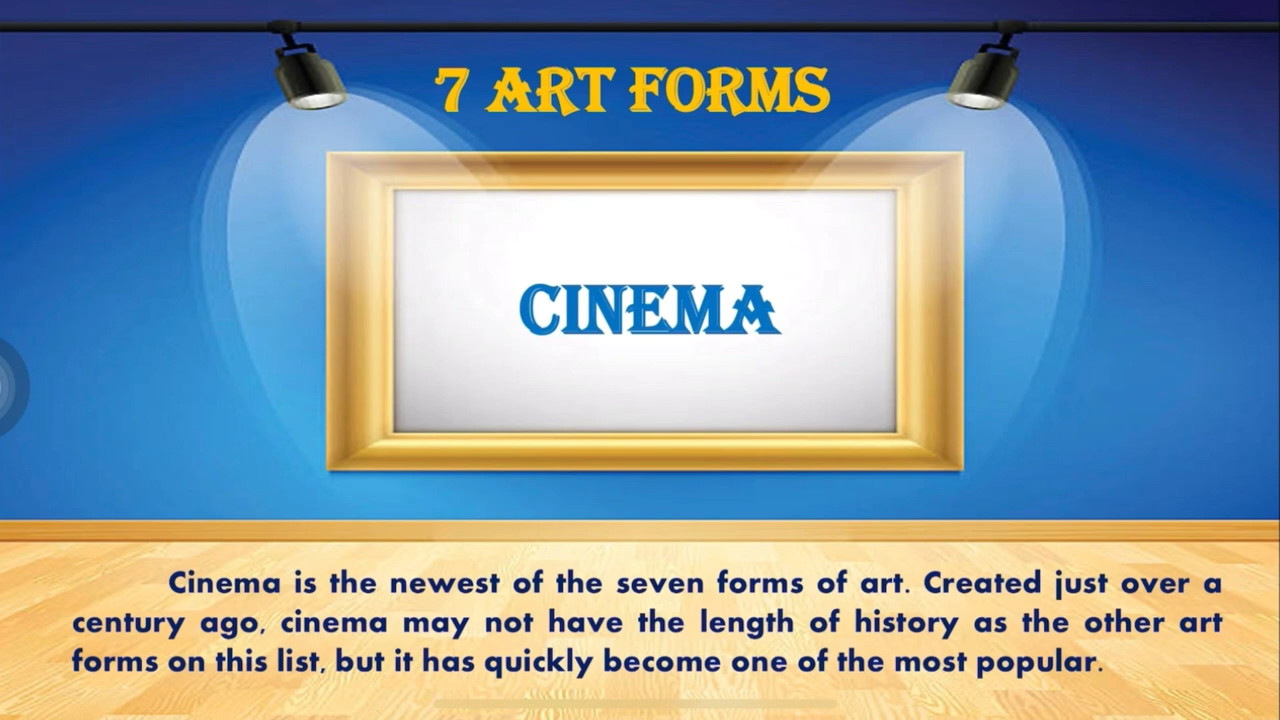 7 ART FORMS
CINEMA
Cinema is the newest of the seven forms of art. Created just over a
century ago, cinema may not have the length of history as the other art
forms on this list, but it has quickly become one of the most popular.